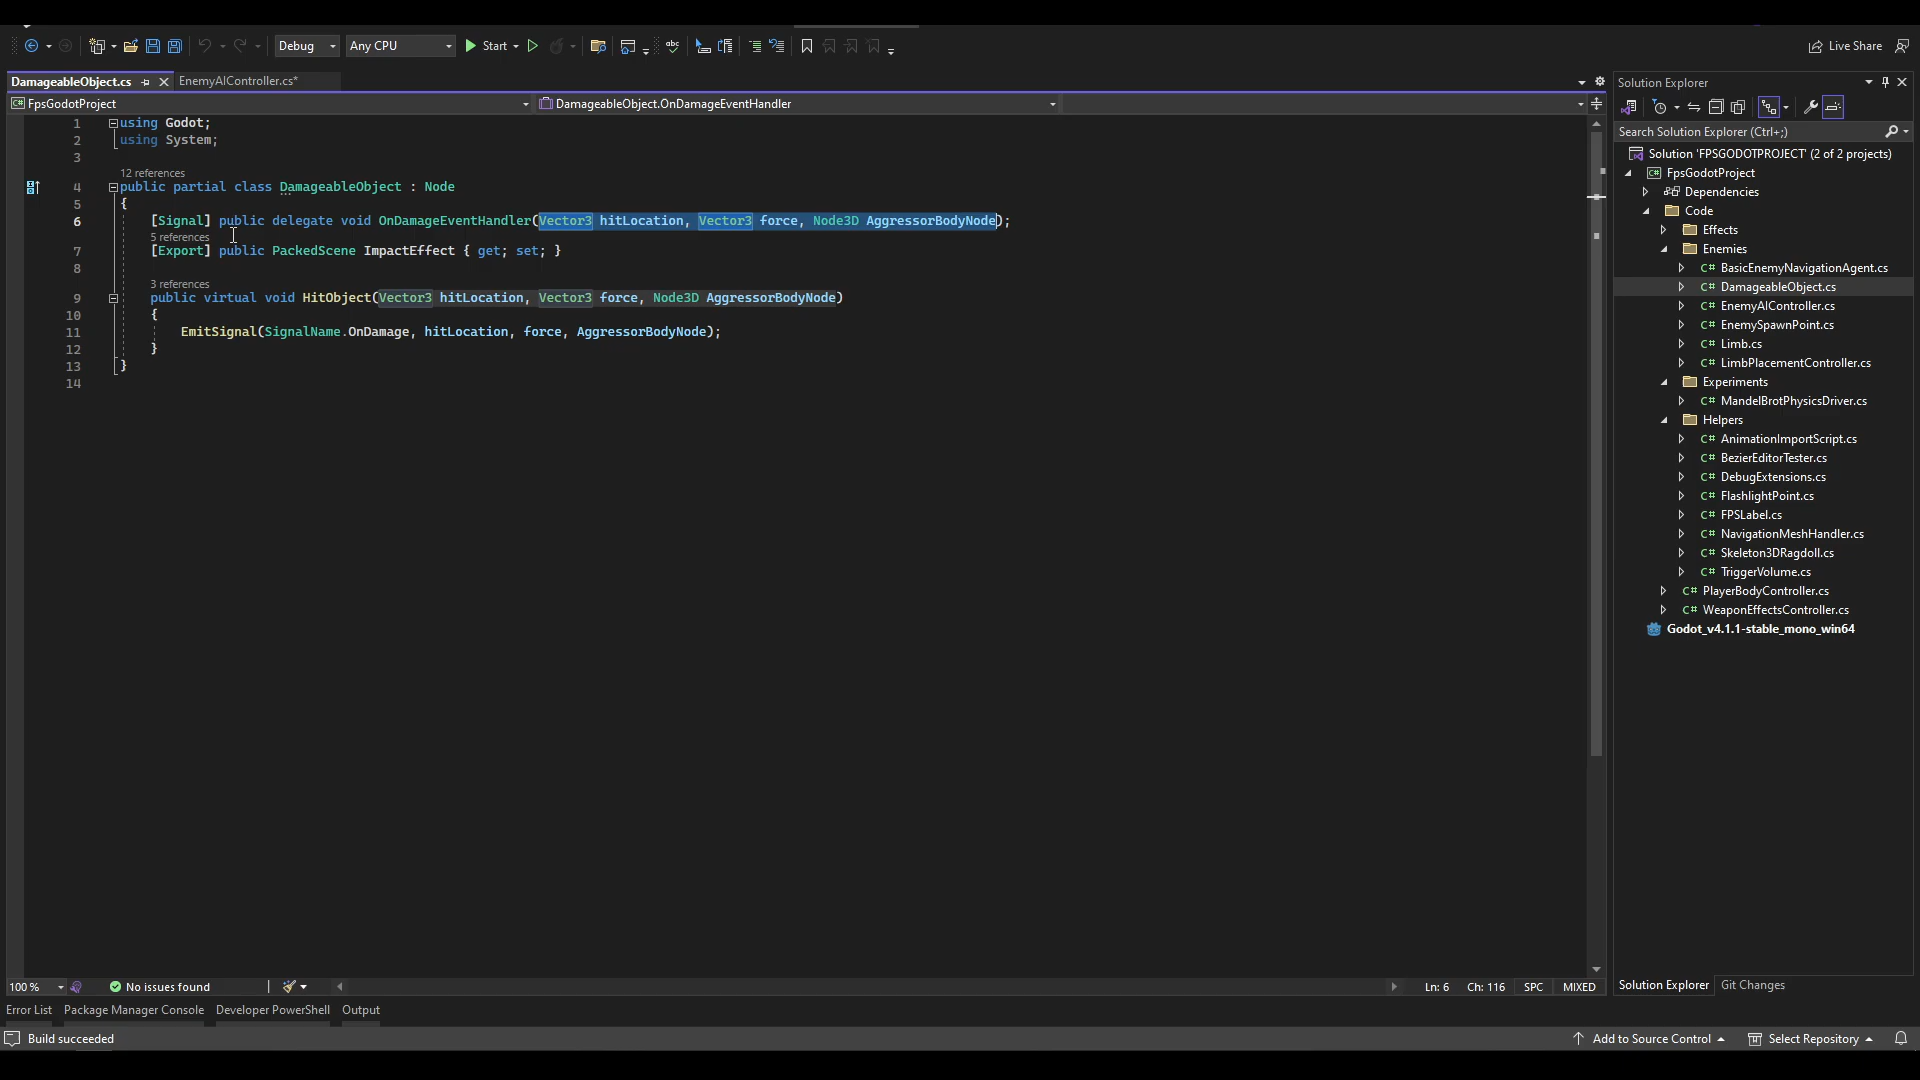 Debug
Any CPU
Start
Live Share
DamageableObject.cs
EnemyAIController.cs*
FpsGodotProject
DamageableObject.OnDamageEventHandler
1 using Godot;
2 using System;
3
12 references
4 public partial class DamageableObject : Node
5 {
6 [Signal] public delegate void OnDamageEventHandler(Vector3 hitLocation, Vector3 force, Node3D AggressorBodyNode);
5 references
7 [Export] public PackedScene ImpactEffect { get; set; }
8
3 references
9 public virtual void HitObject(Vector3 hitLocation, Vector3 force, Node3D AggressorBodyNode)
10 {
11 EmitSignal(SignalName.OnDamage, hitLocation, force, AggressorBodyNode);
12 }
13 }
14
100 %
No issues found
Ln: 6 Ch: 116 SPC MIXED
Error List Package Manager Console Developer PowerShell Output
Build succeeded
Solution Explorer
Search Solution Explorer (Ctrl+;)
Solution 'FPSGODOTPROJECT' (2 of 2 projects)
FpsGodotProject
Dependencies
Code
Effects
Enemies
C# BasicEnemyNavigationAgent.cs
C# DamageableObject.cs
C# EnemyAIController.cs
C# EnemySpawnPoint.cs
C# Limb.cs
C# LimbPlacementController.cs
Experiments
C# MandelBrotPhysicsDriver.cs
Helpers
C# AnimationImportScript.cs
C# BezierEditorTester.cs
C# DebugExtensions.cs
C# FlashlightPoint.cs
C# FPSLabel.cs
C# NavigationMeshHandler.cs
C# Skeleton3DRagdoll.cs
C# TriggerVolume.cs
C# PlayerBodyController.cs
C# WeaponEffectsController.cs
Godot_v4.1.1-stable_mono_win64
Solution Explorer Git Changes
Add to Source Control Select Repository